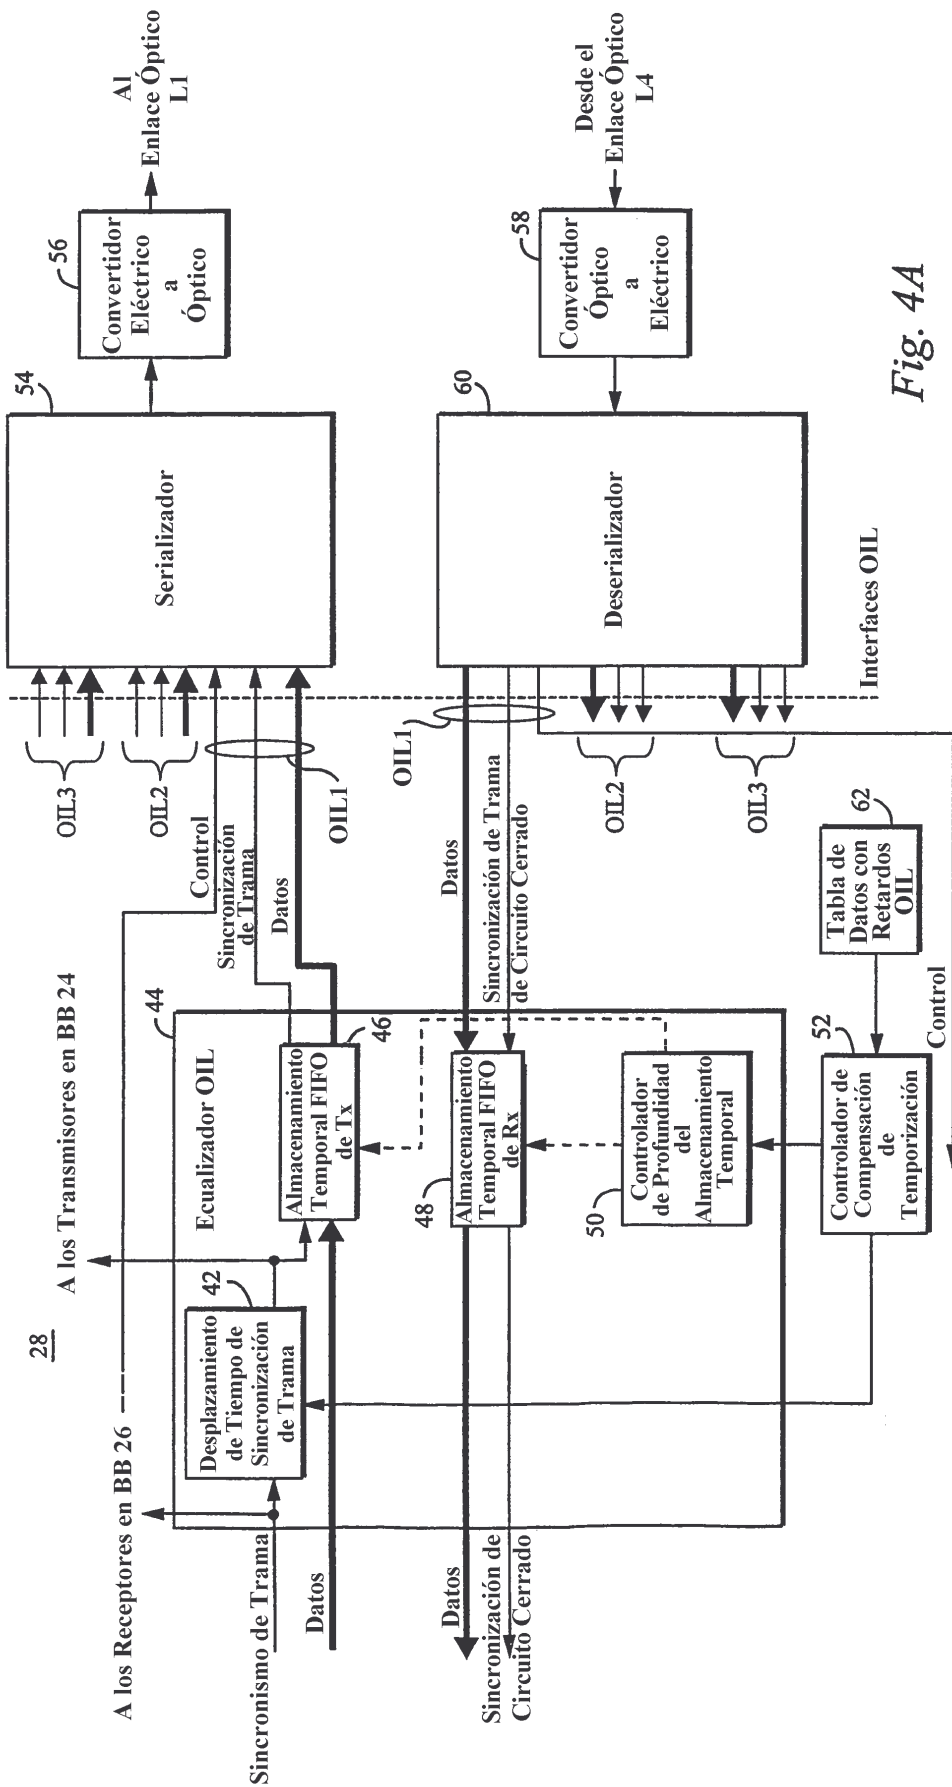 28
A los Receptores en BB 26
A los Transmisores en BB 24
Sincronismo de Trama
Datos
44
Ecualizador OIL
42
Desplazamiento
de Tiempo de
Sincronización
de Trama
Almacenamiento
Temporal FIFO
de Tx
46
Control
Sincronización
de Trama
Datos
OIL3
OIL2
OIL1
54
Serializador
56
Convertidor
Eléctrico
a
Óptico
Al
Enlace Óptico
L1
Datos
Sincronización de
Circuito Cerrado
48
Almacenamiento
Temporal FIFO
de Rx
50
Controlador
de Profundidad
del
Almacenamiento
Temporal
Datos
Sincronización de Trama
de Circuito Cerrado
OIL1
OIL2
OIL3
60
Deserializador
58
Convertidor
Óptico
a
Eléctrico
Desde el
Enlace Óptico
L4
52
Controlador de
Compensación
de
Temporización
62
Tabla de
Datos con
Retardos
OIL
Control
Interfaces OIL
Fig. 4A